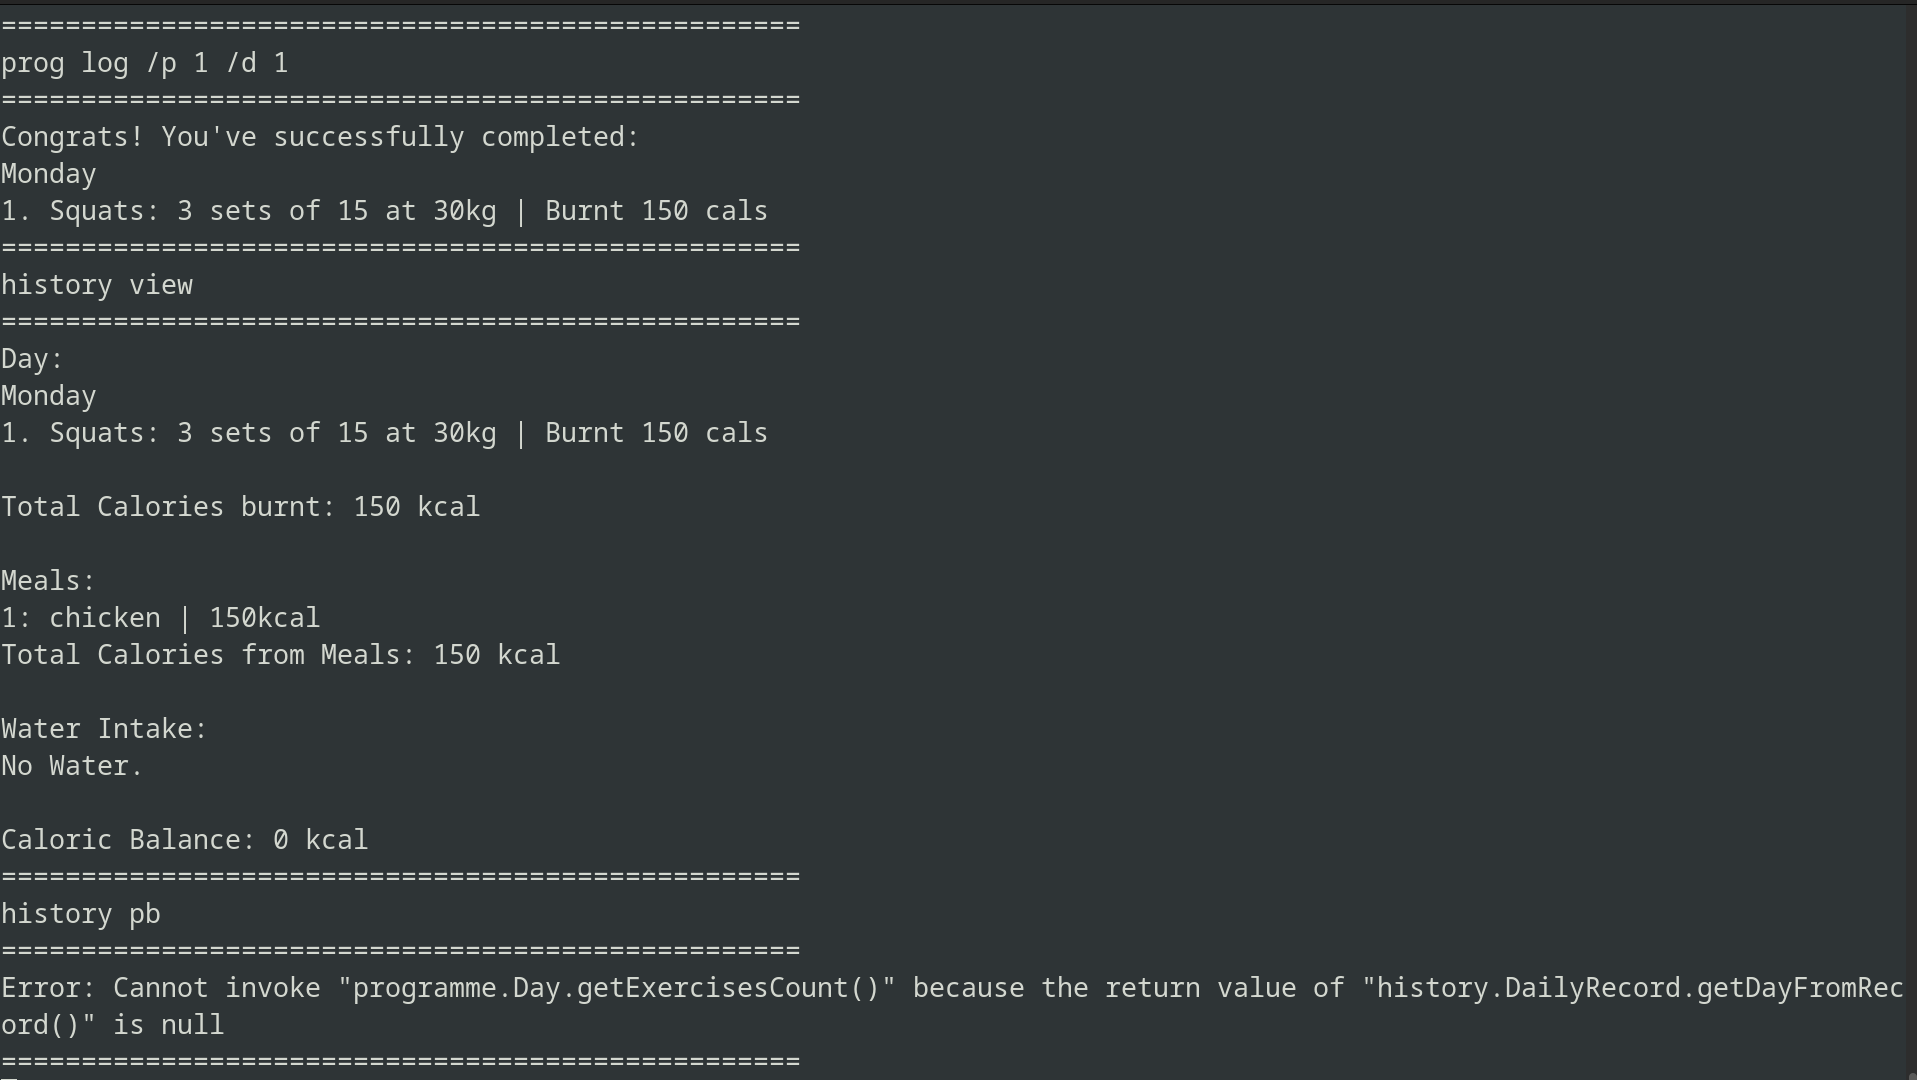 ==================================================
prog log /p 1 /d 1
==================================================
Congrats! You've successfully completed:
Monday
1. Squats: 3 sets of 15 at 30kg | Burnt 150 cals
==================================================
history view
==================================================
Day:
Monday
1. Squats: 3 sets of 15 at 30kg | Burnt 150 cals
Total Calories burnt: 150 kcal
Meals:
1: chicken | 150kcal
Total Calories from Meals: 150 kcal
Water Intake:
No Water.
Caloric Balance: 0 kcal
==================================================
history pb
==================================================
Error: Cannot invoke "programme.Day.getExercisesCount()" because the return value of "history.DailyRecord.getDayFromRec
ord()" is null
==================================================